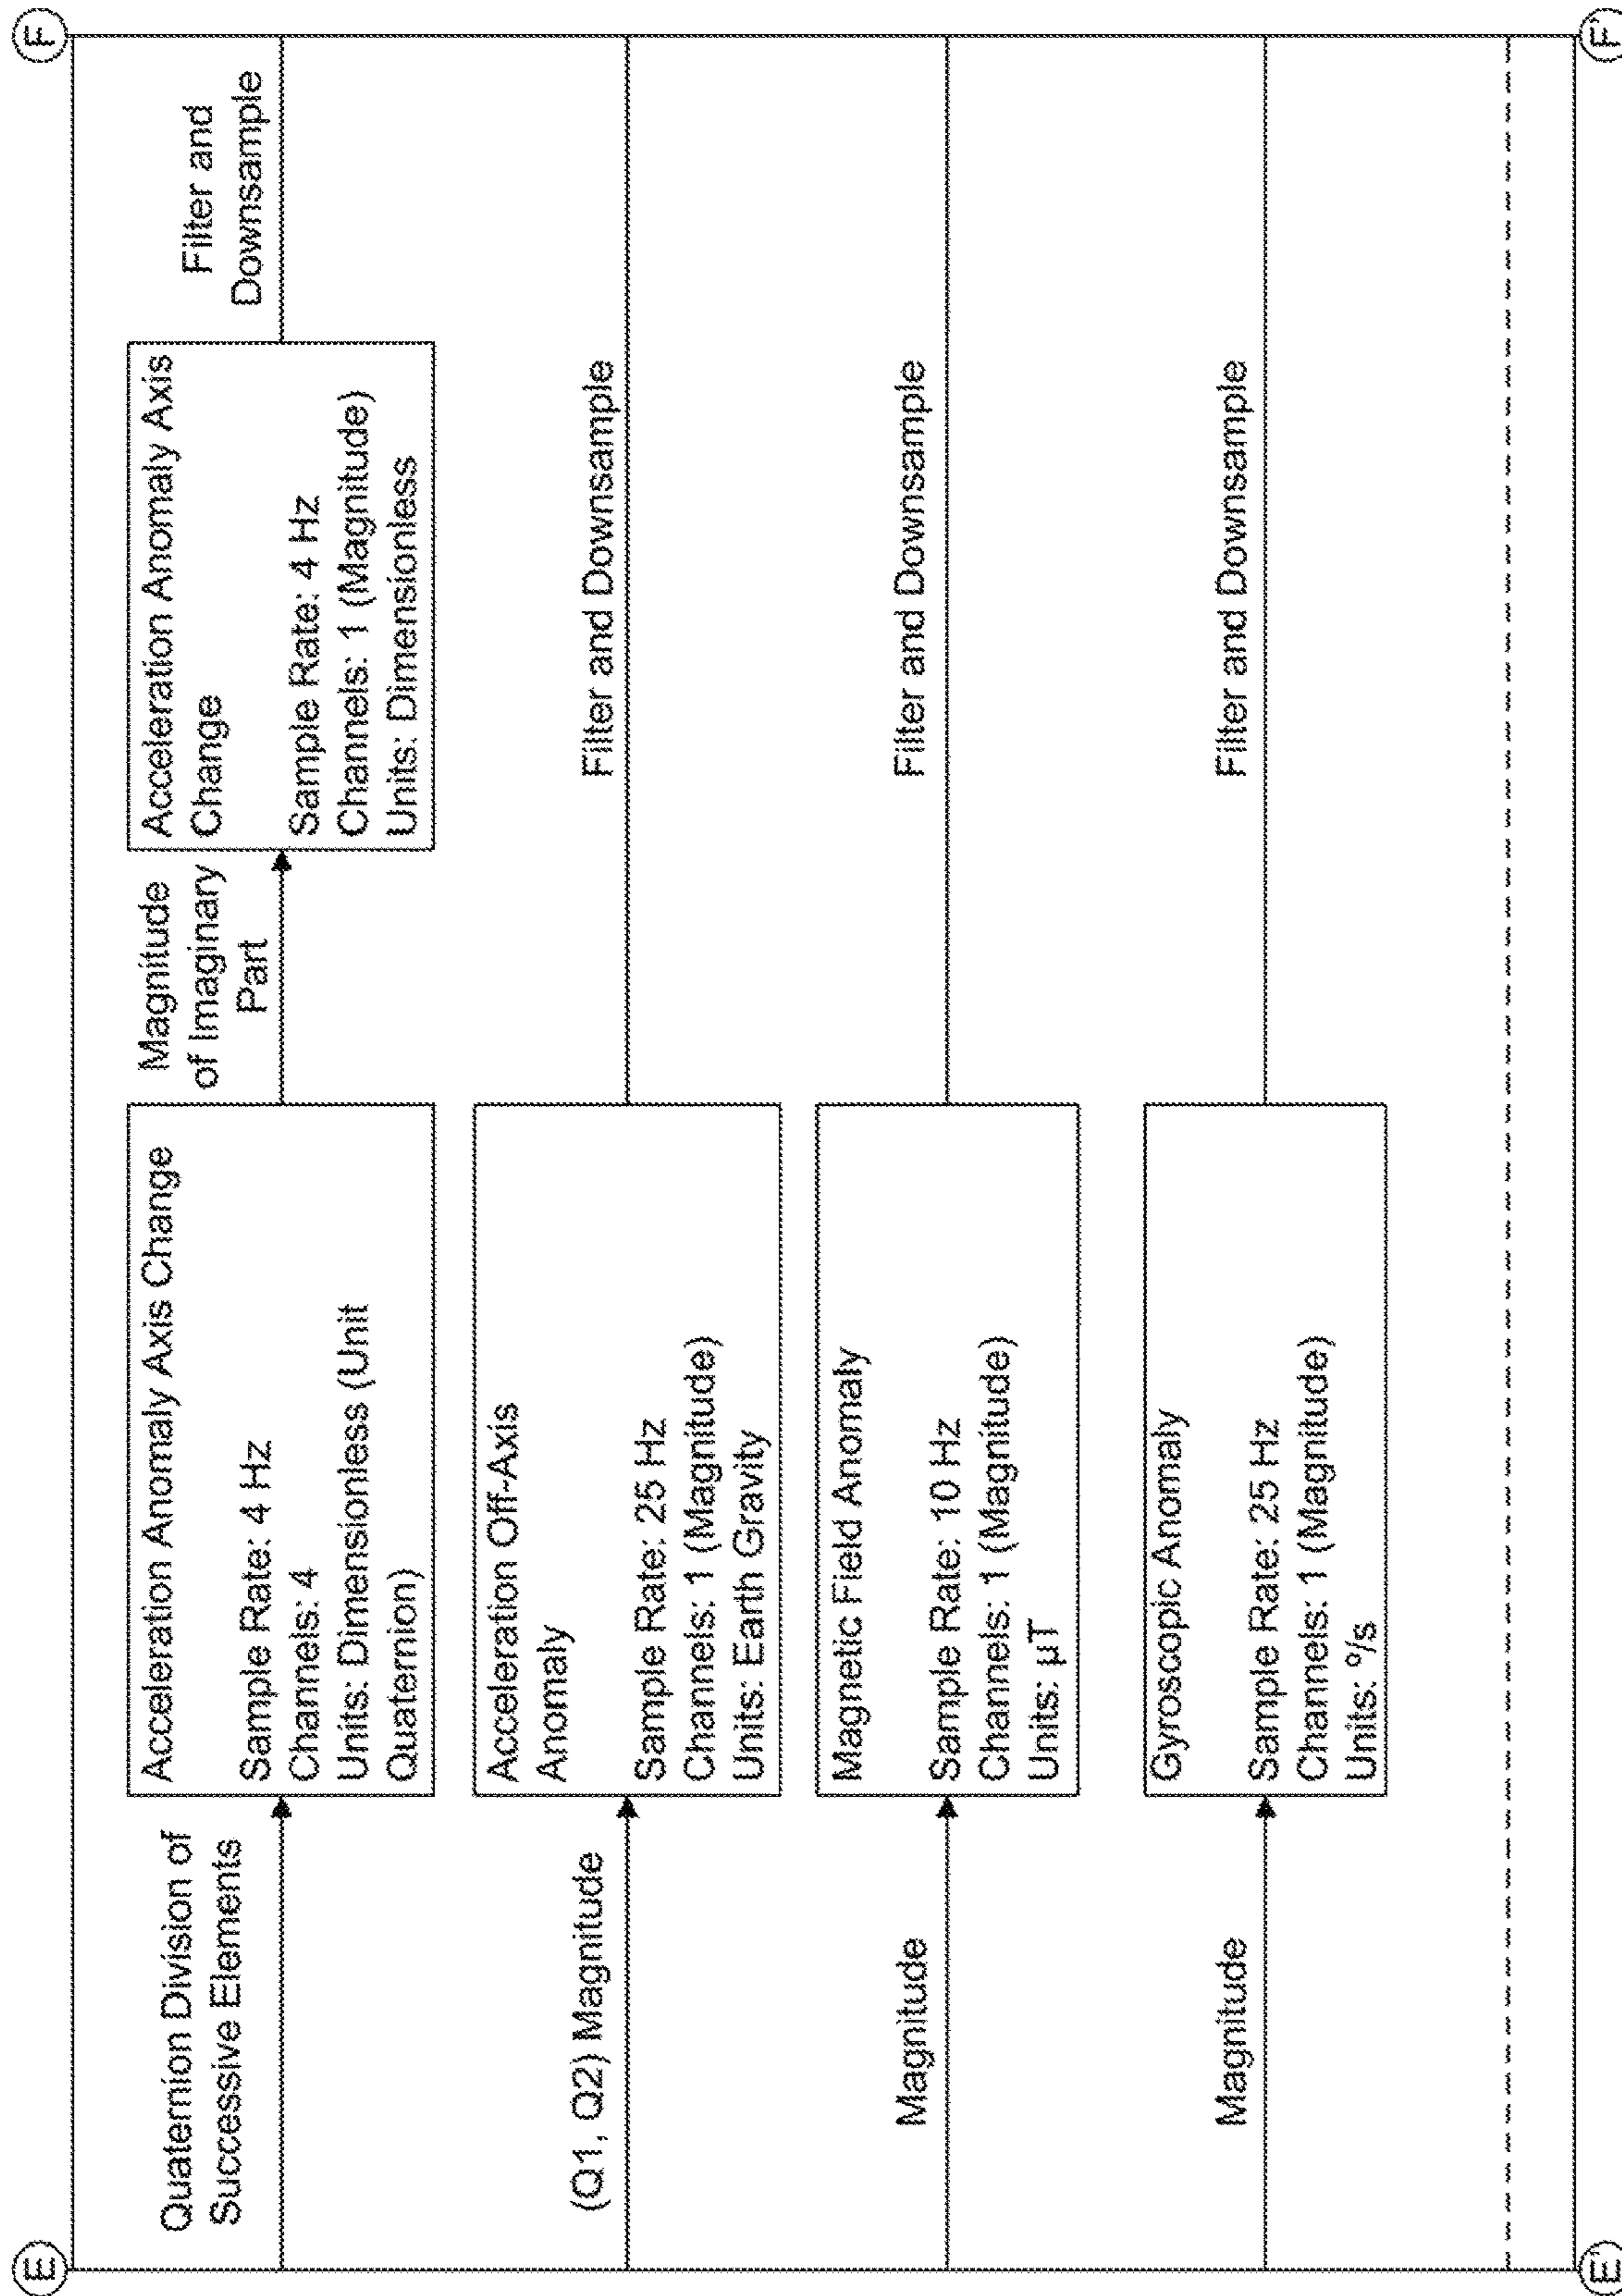 E
F
Quaternion Division of
Successive Elements
Acceleration Anomaly Axis Change
Sample Rate: 4 Hz
Channels: 4
Units: Dimensionless (Unit
Quaternion)
Magnitude
of Imaginary
Part
Acceleration Anomaly Axis
Change
Sample Rate: 4 Hz
Channels: 1 (Magnitude)
Units: Dimensionless
Filter and
Downsample
(Q1, Q2) Magnitude
Acceleration Off-Axis
Anomaly
Sample Rate: 25 Hz
Channels: 1 (Magnitude)
Units: Earth Gravity
Filter and Downsample
Magnitude
Magnetic Field Anomaly
Sample Rate: 10 Hz
Channels: 1 (Magnitude)
Units: µT
Filter and Downsample
Magnitude
Gyroscopic Anomaly
Sample Rate: 25 Hz
Channels: 1 (Magnitude)
Units: º/s
Filter and Downsample
E'
F'